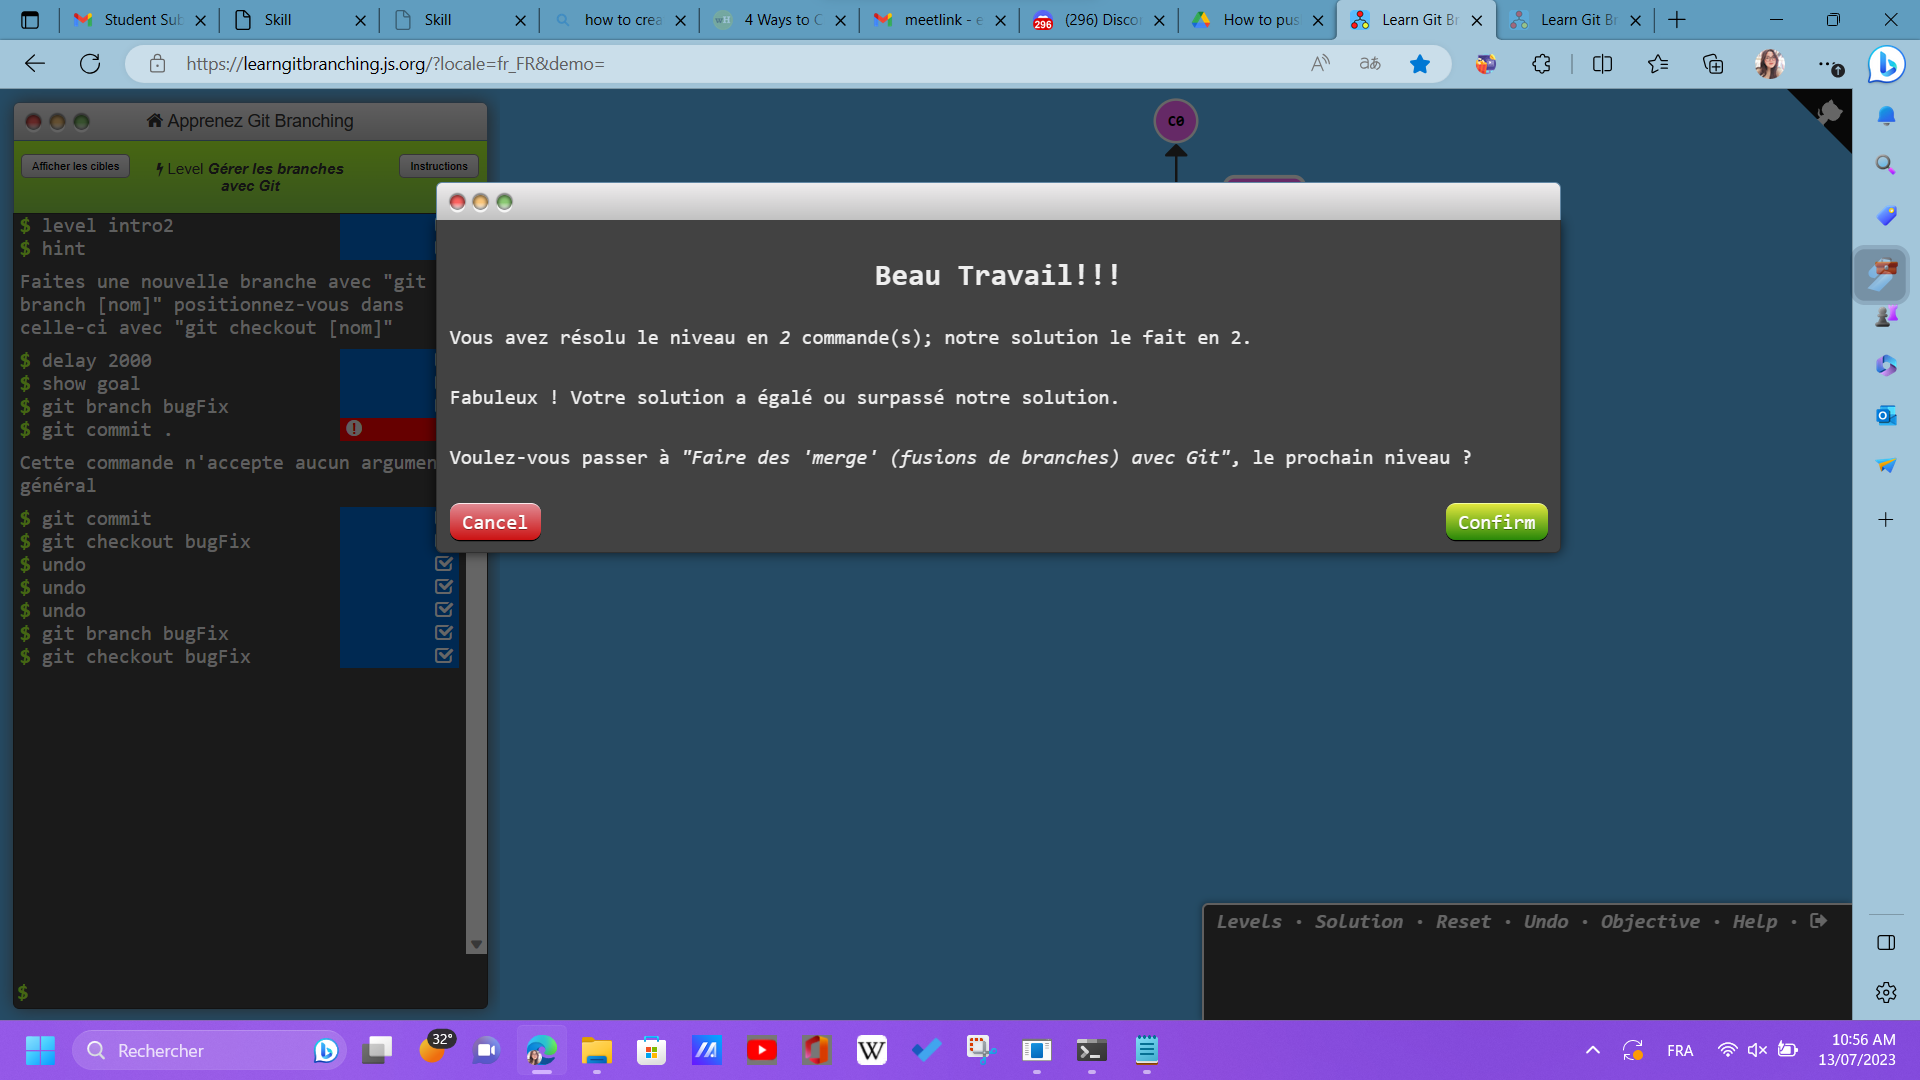 Student Sub
Skill
Skill
how to crea
4 Ways to C
meetlink - e
(296) Disco
How to pus
Learn Git Br
Learn Git Br
https://learngitbranching.js.org/?locale=fr_FR&demo=
Apprenez Git Branching
Afficher les cibles
Level Gérer les branches
avec Git
Instructions
$ level intro2
$ hint
Faites une nouvelle branche avec "git
branch [nom]" positionnez-vous dans
celle-ci avec "git checkout [nom]"
$ delay 2000
$ show goal
$ git branch bugFix
$ git commit .
Cette commande n'accepte aucun argumen
général
$ git commit
$ git checkout bugFix
$ undo
$ undo
$ undo
$ git branch bugFix
$ git checkout bugFix
$
C0
Beau Travail!!!
Vous avez résolu le niveau en 2 commande(s); notre solution le fait en 2.
Fabuleux ! Votre solution a égalé ou surpassé notre solution.
Voulez-vous passer à "Faire des 'merge' (fusions de branches) avec Git", le prochain niveau ?
Cancel
Confirm
Levels · Solution · Reset · Undo · Objective · Help ·
Rechercher
32°
FRA
10:56 AM
13/07/2023